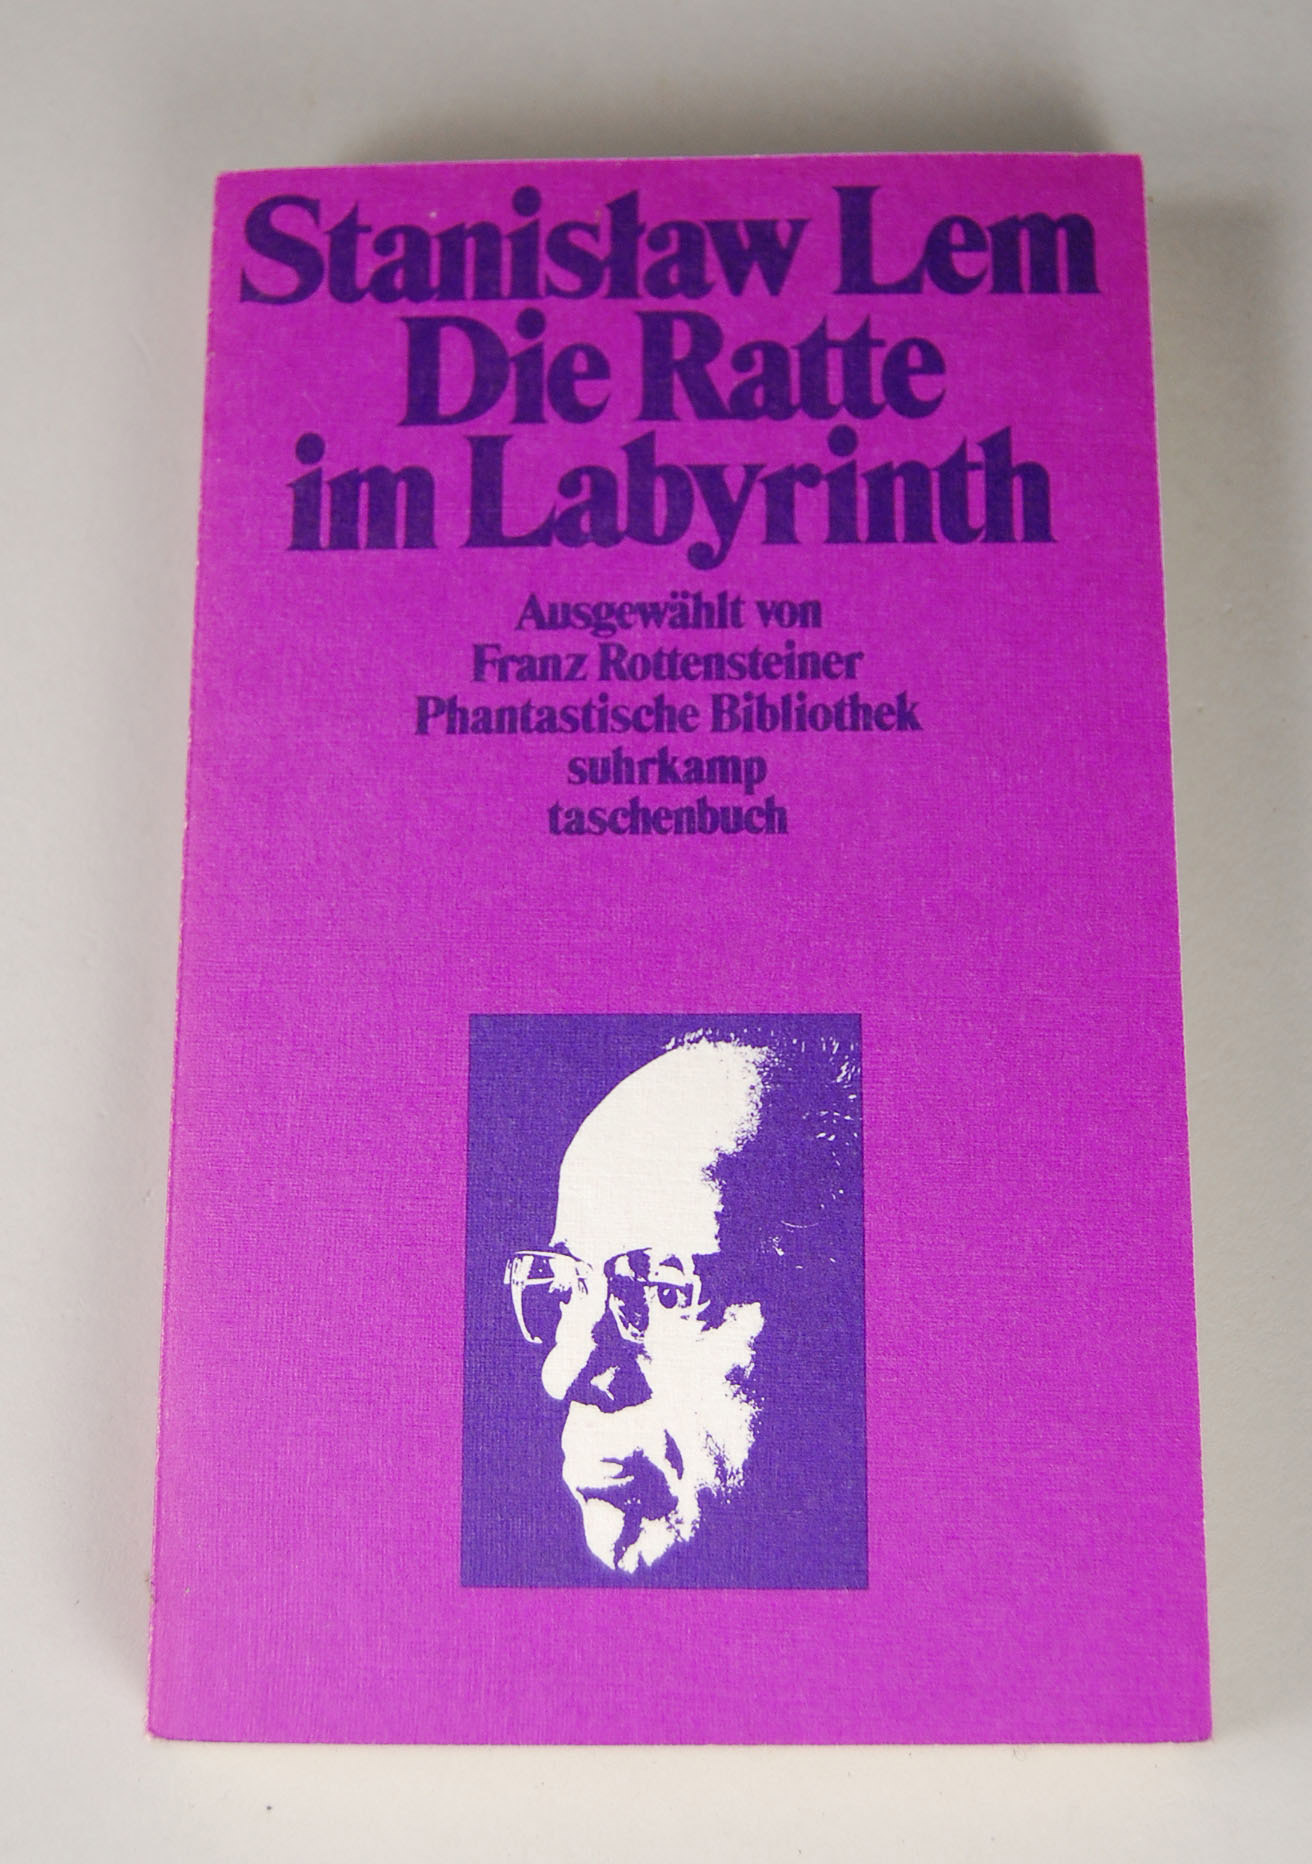 Stanisław Lem
Die Ratte
im Labyrinth
Ausgewählt von
Franz Rottensteiner
Phantastische Bibliothek
suhrkamp
taschenbuch